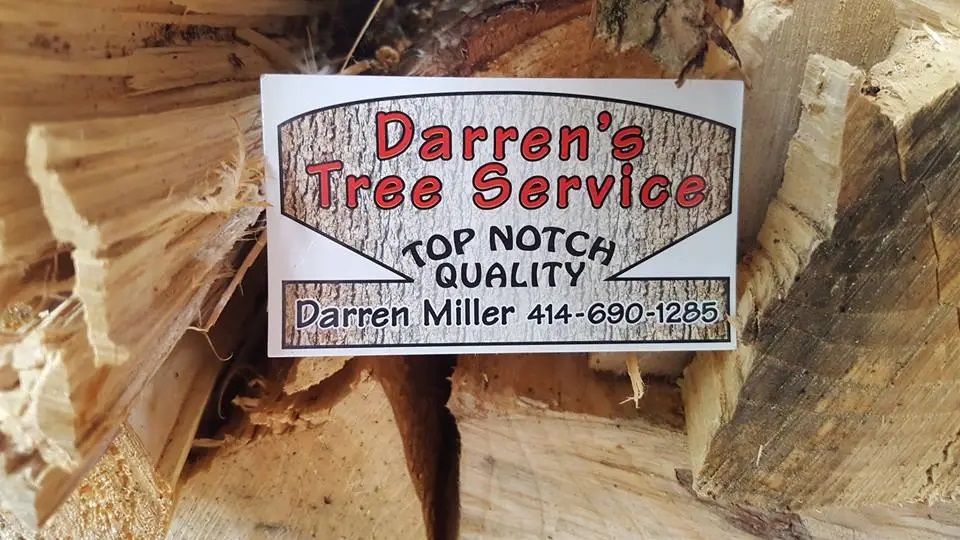 Darren's
Tree Service
TOP NOTCH
QUALITY
Darren Miller 414-690-1285